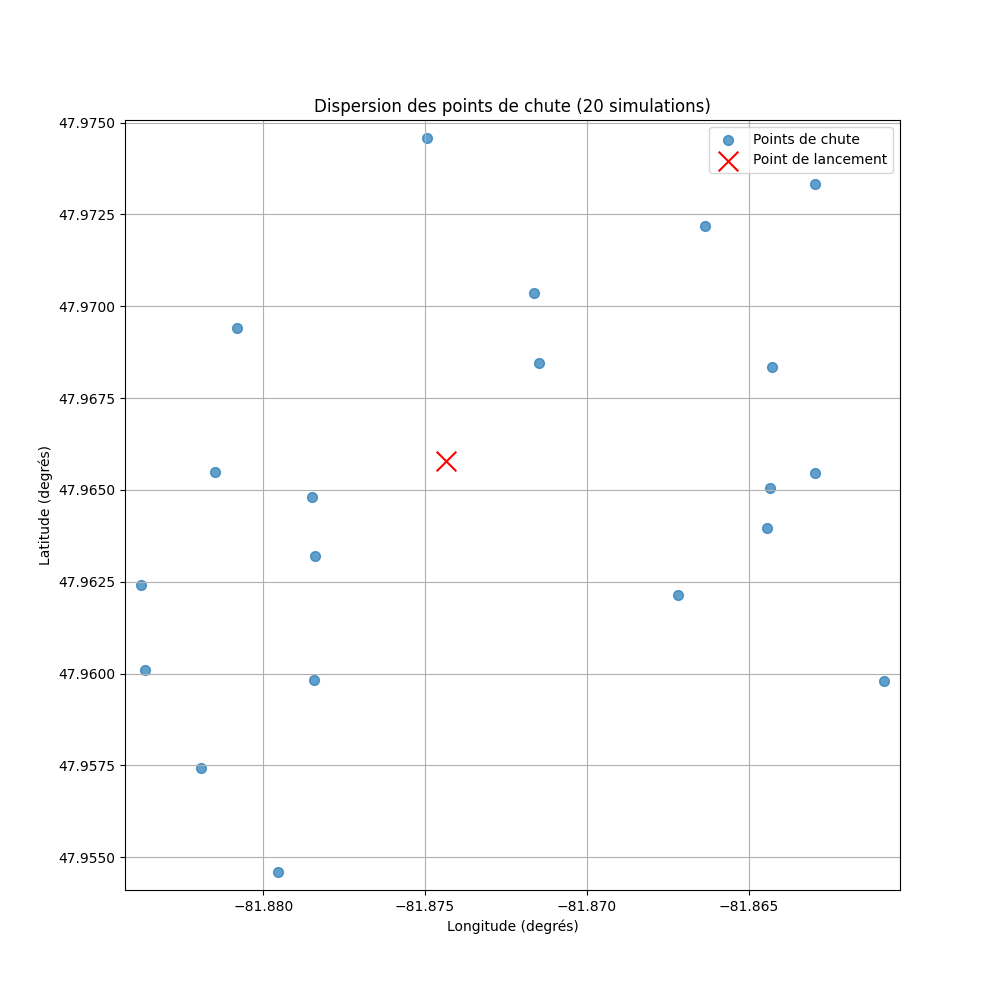 Dispersion des points de chute (20 simulations)
Points de chute
Point de lancement
47.9750
47.9725
47.9700
47.9675
47.9650
47.9625
47.9600
47.9575
47.9550
Latitude (degrés)
−81.880
−81.875
−81.870
−81.865
Longitude (degrés)